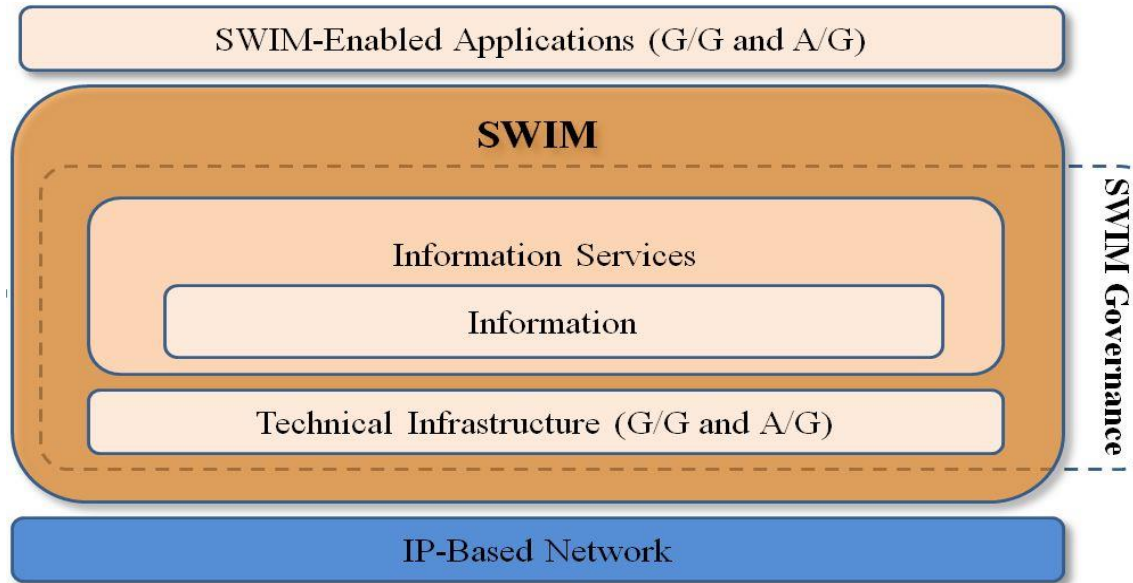 SWIM-Enabled Applications (G/G and A/G)
SWIM
Information Services
Information
Technical Infrastructure (G/G and A/G)
SWIM Governance
IP-Based Network